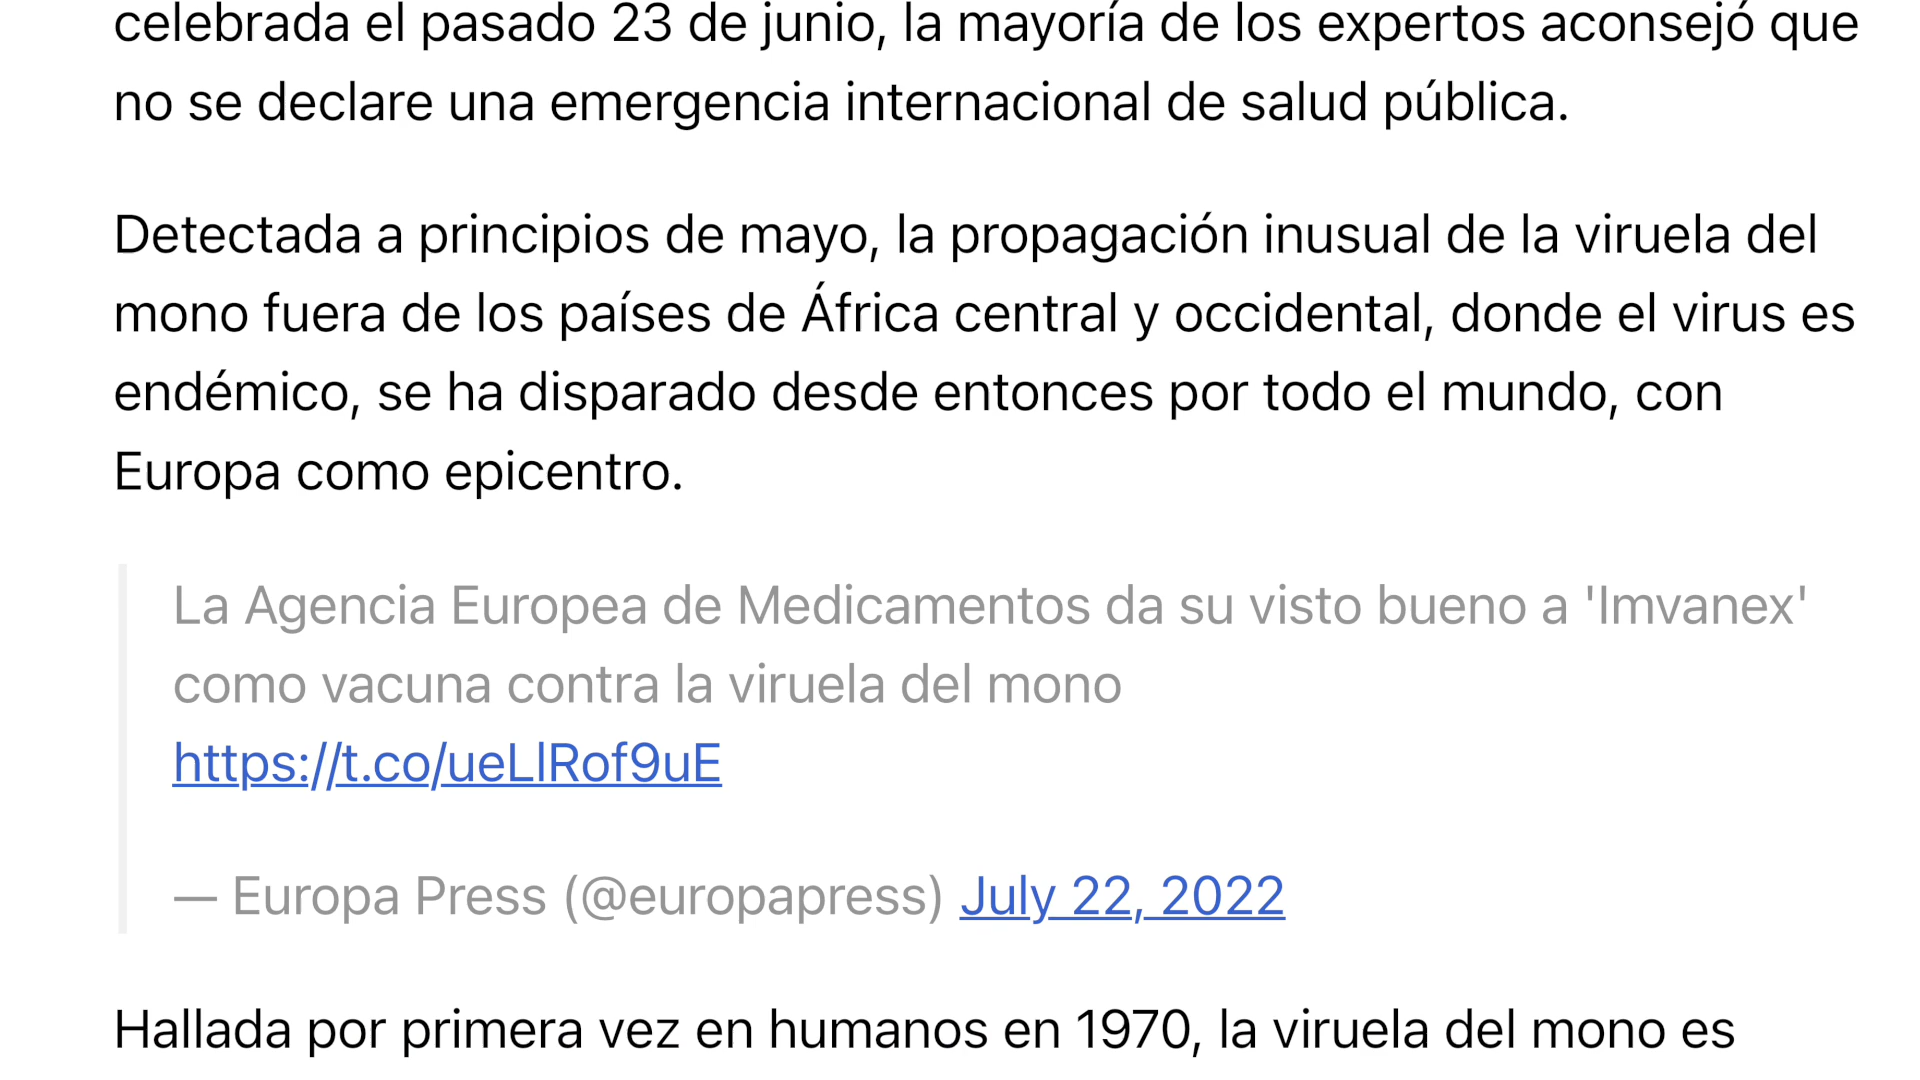 celebrada el pasado 23 de junio, la mayoría de los expertos aconsejó que
no se declare una emergencia internacional de salud pública.
Detectada a principios de mayo, la propagación inusual de la viruela del
mono fuera de los países de África central y occidental, donde el virus es
endémico, se ha disparado desde entonces por todo el mundo, con
Europa como epicentro.
La Agencia Europea de Medicamentos da su visto bueno a 'Imvanex'
como vacuna contra la viruela del mono
https://t.co/ueLlRof9uE
— Europa Press (@europapress) July 22, 2022
Hallada por primera vez en humanos en 1970, la viruela del mono es